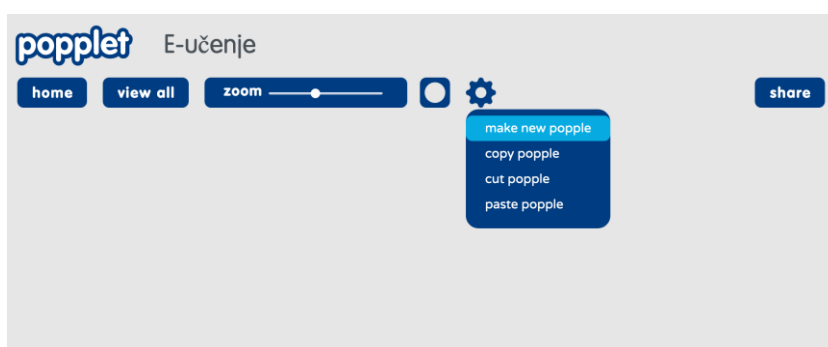 popplet E-učenje
home view all zoom share
make new popple
copy popple
cut popple
paste popple